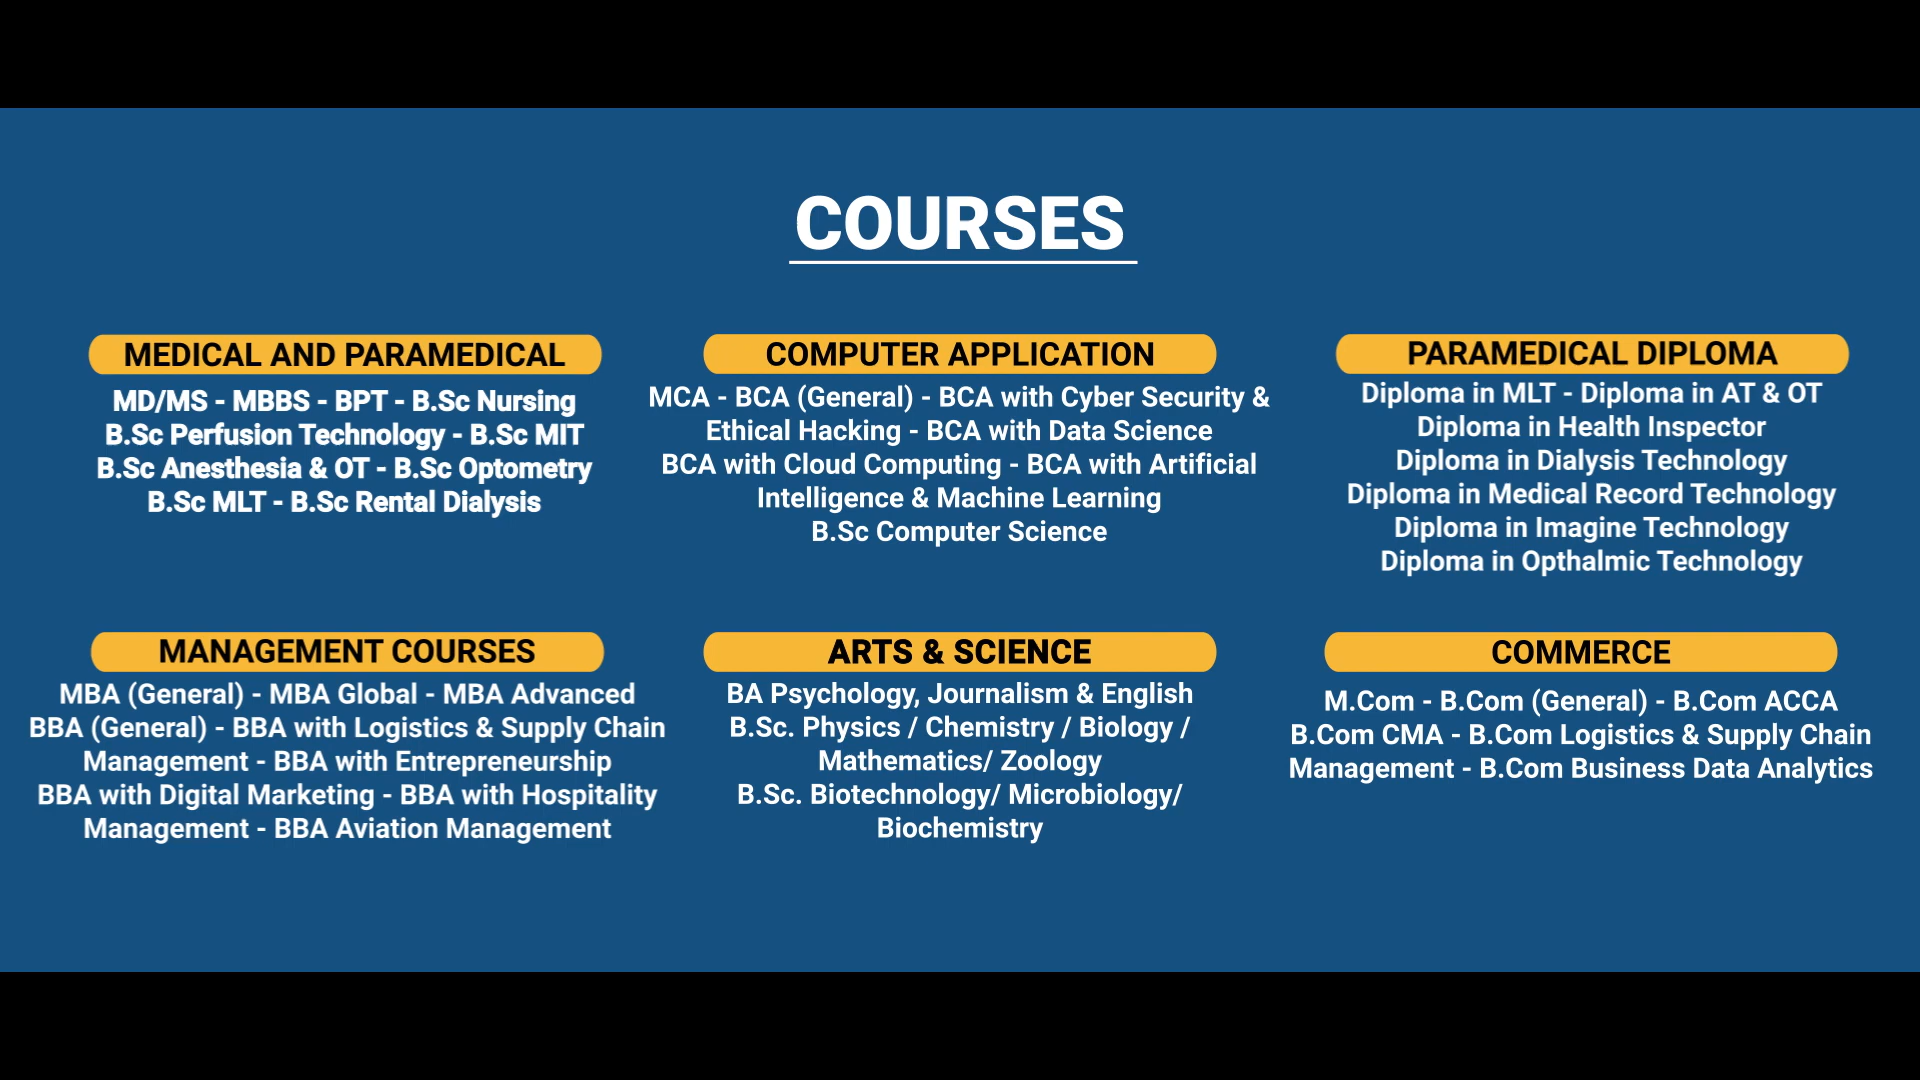 COURSES
MEDICAL AND PARAMEDICAL
MD/MS - MBBS - BPT - B.Sc Nursing
B.Sc Perfusion Technology - B.Sc MIT
B.Sc Anesthesia & OT - B.Sc Optometry
B.Sc MLT - B.Sc Rental Dialysis
COMPUTER APPLICATION
MCA - BCA (General) - BCA with Cyber Security &
Ethical Hacking - BCA with Data Science
BCA with Cloud Computing - BCA with Artificial
Intelligence & Machine Learning
B.Sc Computer Science
PARAMEDICAL DIPLOMA
Diploma in MLT - Diploma in AT & OT
Diploma in Health Inspector
Diploma in Dialysis Technology
Diploma in Medical Record Technology
Diploma in Imagine Technology
Diploma in Opthalmic Technology
MANAGEMENT COURSES
MBA (General) - MBA Global - MBA Advanced
BBA (General) - BBA with Logistics & Supply Chain
Management - BBA with Entrepreneurship
BBA with Digital Marketing - BBA with Hospitality
Management - BBA Aviation Management
ARTS & SCIENCE
BA Psychology, Journalism & English
B.Sc. Physics / Chemistry / Biology /
Mathematics/ Zoology
B.Sc. Biotechnology/ Microbiology/
Biochemistry
COMMERCE
M.Com - B.Com (General) - B.Com ACCA
B.Com CMA - B.Com Logistics & Supply Chain
Management - B.Com Business Data Analytics